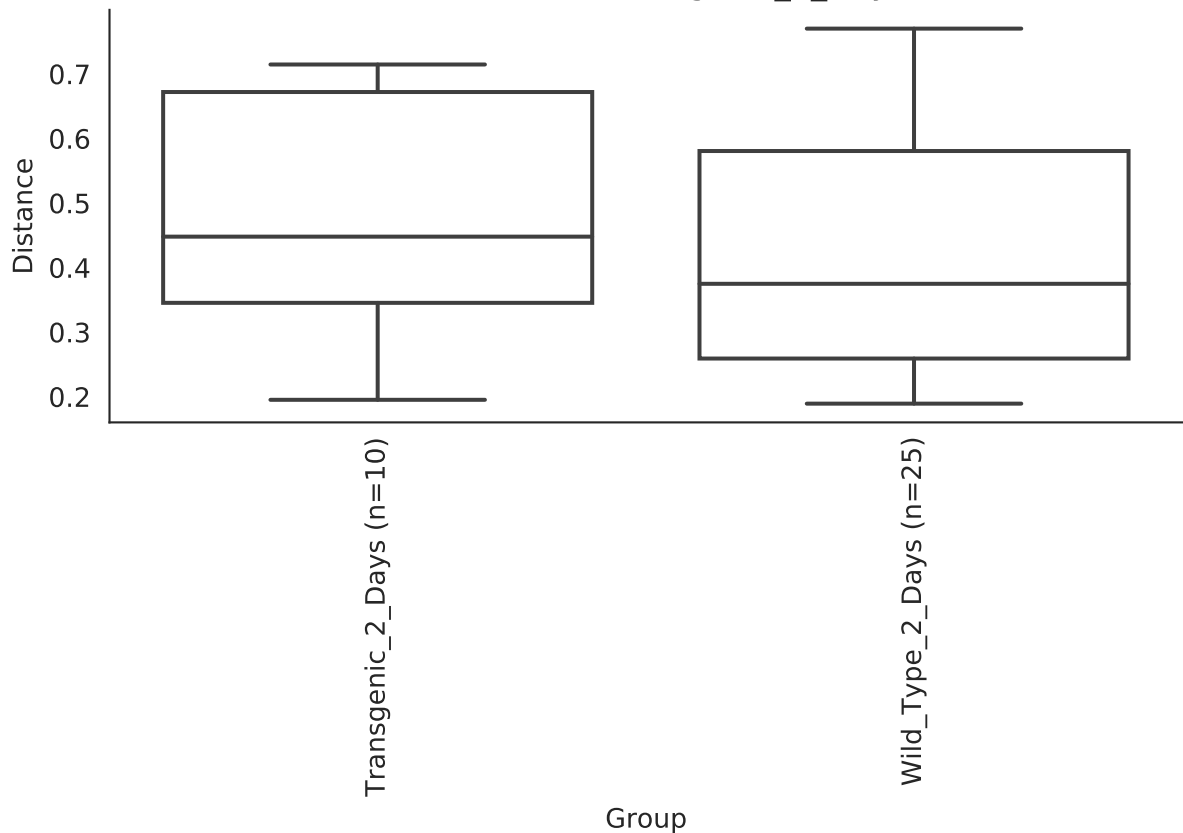 0.7
0.6
0.5
0.4
0.3
0.2
Distance
Transgenic_2_Days (n=10)
Wild_Type_2_Days (n=25)
Group